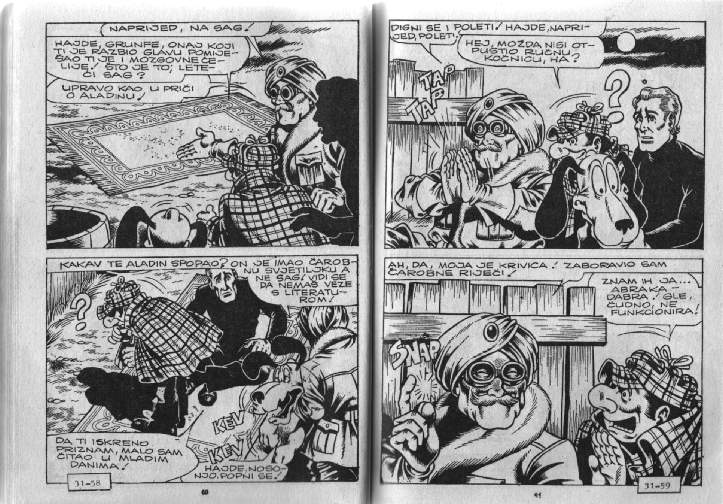 NAPRIJED, NA SAG!
HAJDE, GRUNFE, ONAJ KOJI
TI JE RAZBIO GLAVU POMIJE-
ŠAO TI JE I MOZGOVNE ĆE-
LIJE! ŠTO JE TO, LETE-
ĆI SAG?
UPRAVO KAO U PRIČI
O ALADINU!
KAKAV TE ALADIN SPOPAO? ON JE IMAO ČAROB-
NU SVJETILJKU A
NE SAG! VIDI SE
DA NEMAŠ VEZE
S LITERATU-
ROM!
?
KEV
KEV
DA TI ISKRENO
PRIZNAM, MALO SAM
ČITAO U MLADIM
DANIMA!
HAJDE, NOSO-
NJO, POPNI SE!
31-58
60
DIGNI SE I POLETI! HAJDE, NAPRI-
JED, POLETI!
HEJ, MOŽDA NISI OT-
PUSTIO RUČNU
KOČNICU, HA?
TAP
TAP
?
AH, DA, MOJA JE KRIVICA! ZABORAVIO SAM
ČAROBNE RIJEČI!
ZNAM IH JA...
ABRAKA-
DABRA! GLE,
ČUDNO, NE
FUNKCIONIRA!
SNAP
61
31-59